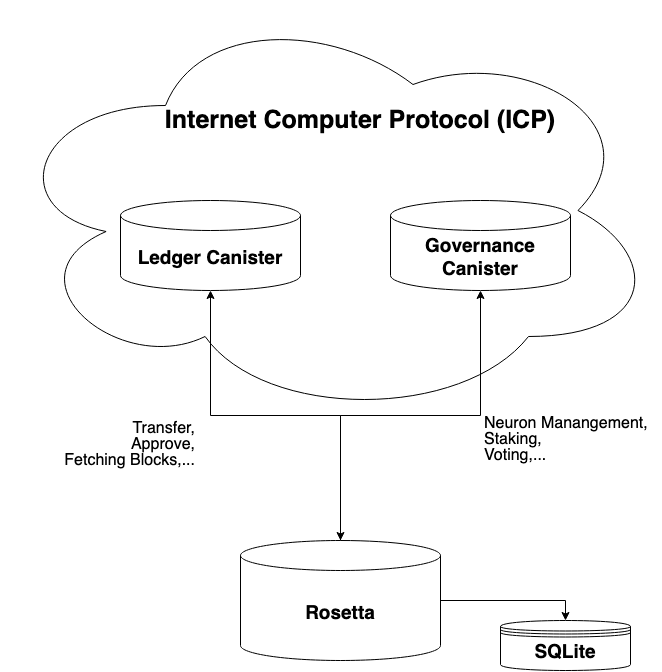 Internet Computer Protocol (ICP)
Ledger Canister
Governance
Canister
Transfer,
Approve,
Fetching Blocks,...
Neuron Manangement,
Staking,
Voting,...
Rosetta
SQLite